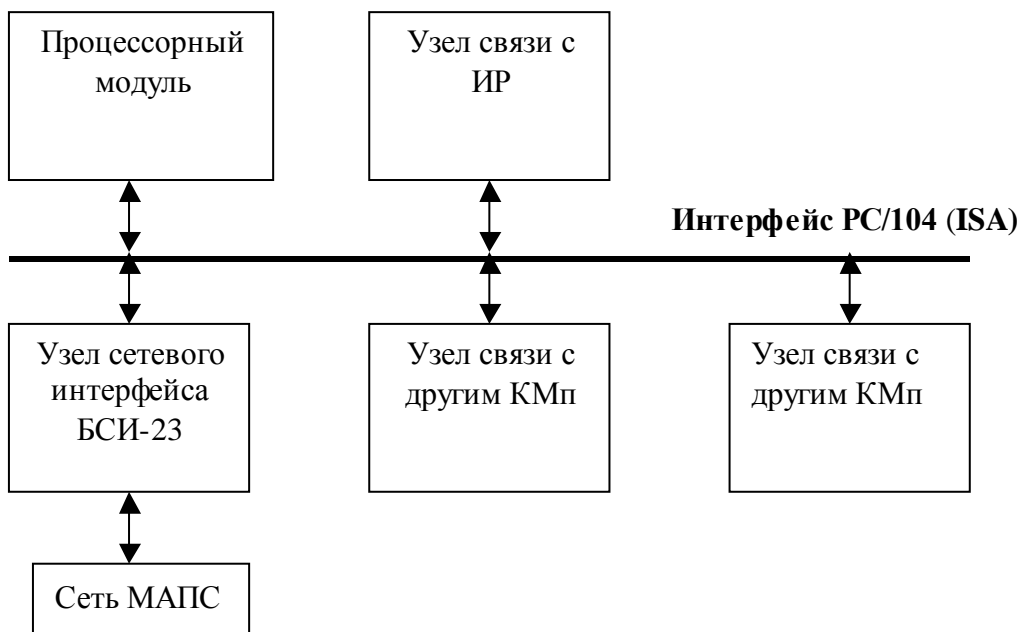 Процессорный
модуль
Узел связи с
ИР
Интерфейс PC/104 (ISA)
Узел сетевого
интерфейса
БСИ-23
Узел связи с
другим КМп
Узел связи с
другим КМп
Сеть МАПС